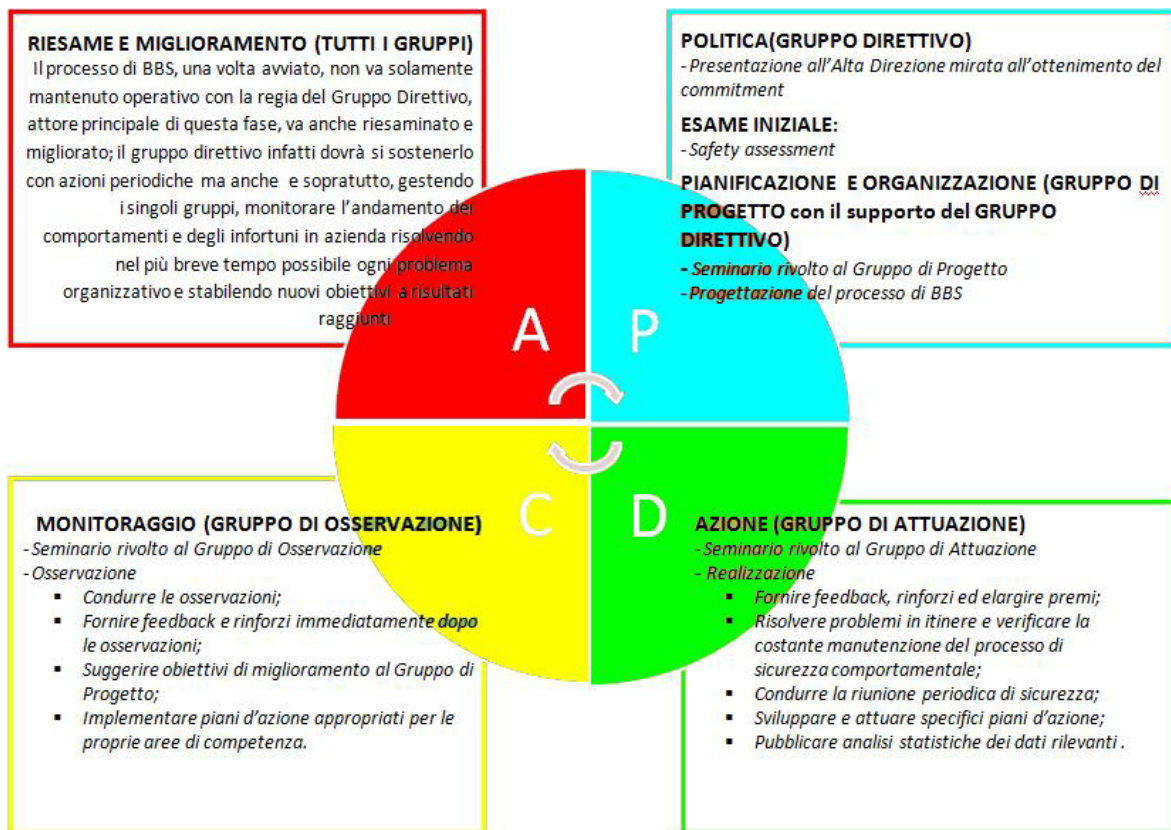 RIESAME E MIGLIORAMENTO (TUTTI I GRUPPI)
Il processo di BBS, una volta avviato, non va solamente
mantenuto operativo con la regia del Gruppo Direttivo,
attore principale di questa fase, va anche riesaminato e
migliorato; il gruppo direttivo infatti dovrà si sostenerlo
con azioni periodiche ma anche e sopratutto, gestendo
i singoli gruppi, monitorare l'andamento dei
comportamenti e degli infortuni in azienda risolvendo
nel più breve tempo possibile ogni problema
organizzativo e stabilendo nuovi obiettivi a risultati
raggiunti
POLITICA(GRUPPO DIRETTIVO)
- Presentazione all'Alta Direzione mirata all'ottenimento del
commitment
ESAME INIZIALE:
- Safety assessment
PIANIFICAZIONE E ORGANIZZAZIONE (GRUPPO DI
PROGETTO con il supporto del GRUPPO
DIRETTIVO)
- Seminario rivolto al Gruppo di Progetto
- Progettazione del processo di BBS
A
P
C
D
MONITORAGGIO (GRUPPO DI OSSERVAZIONE)
- Seminario rivolto al Gruppo di Osservazione
- Osservazione
▪ Condurre le osservazioni;
▪ Fornire feedback e rinforzi immediatamente dopo
le osservazioni;
▪ Suggerire obiettivi di miglioramento al Gruppo di
Progetto;
▪ Implementare piani d'azione appropriati per le
proprie aree di competenza.
AZIONE (GRUPPO DI ATTUAZIONE)
- Seminario rivolto al Gruppo di Attuazione
- Realizzazione
▪ Fornire feedback, rinforzi ed elargire premi;
▪ Risolvere problemi in itinere e verificare la
costante manutenzione del processo di
sicurezza comportamentale;
▪ Condurre la riunione periodica di sicurezza;
▪ Sviluppare e attuare specifici piani d'azione;
▪ Pubblicare analisi statistiche dei dati rilevanti .